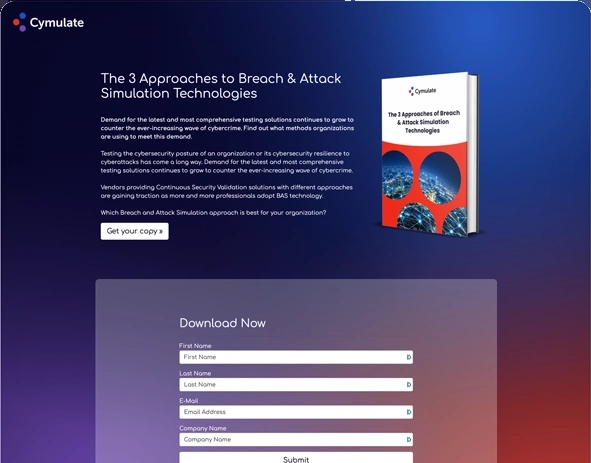 Cymulate
The 3 Approaches to Breach & Attack
Simulation Technologies
Demand for the latest and most comprehensive testing solutions continues to grow to
counter the ever-increasing wave of cybercrime. Find out what methods organizations
are using to meet this demand.
Testing the cybersecurity posture of an organization or its cybersecurity resilience to
cyberattacks has come a long way. Demand for the latest and most comprehensive
testing solutions continues to grow to counter the ever-increasing wave of cybercrime.
Vendors providing Continuous Security Validation solutions with different approaches
are gaining traction as more and more professionals adopt BAS technology.
Which Breach and Attack Simulation approach is best for your organization?
Get your copy »
Cymulate
The 3 Approaches of Breach
& Attack Simulation
Technologies
Download Now
First Name
First Name
Last Name
Last Name
E-Mail
Email Address
Company Name
Company Name
Submit